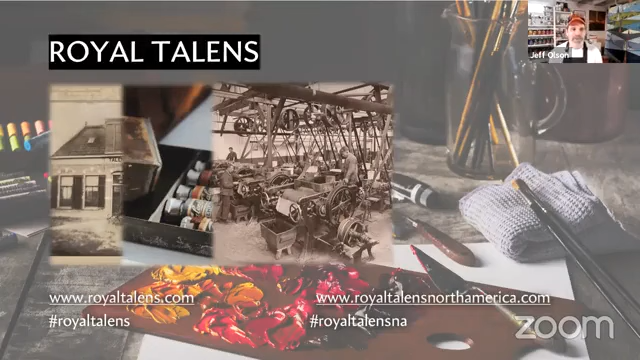 ROYAL TALENS
Jeff Olson
www.royaltalens.com
www.royaltalensnorthamerica.com
#royaltalens
#royaltalensna
zoom